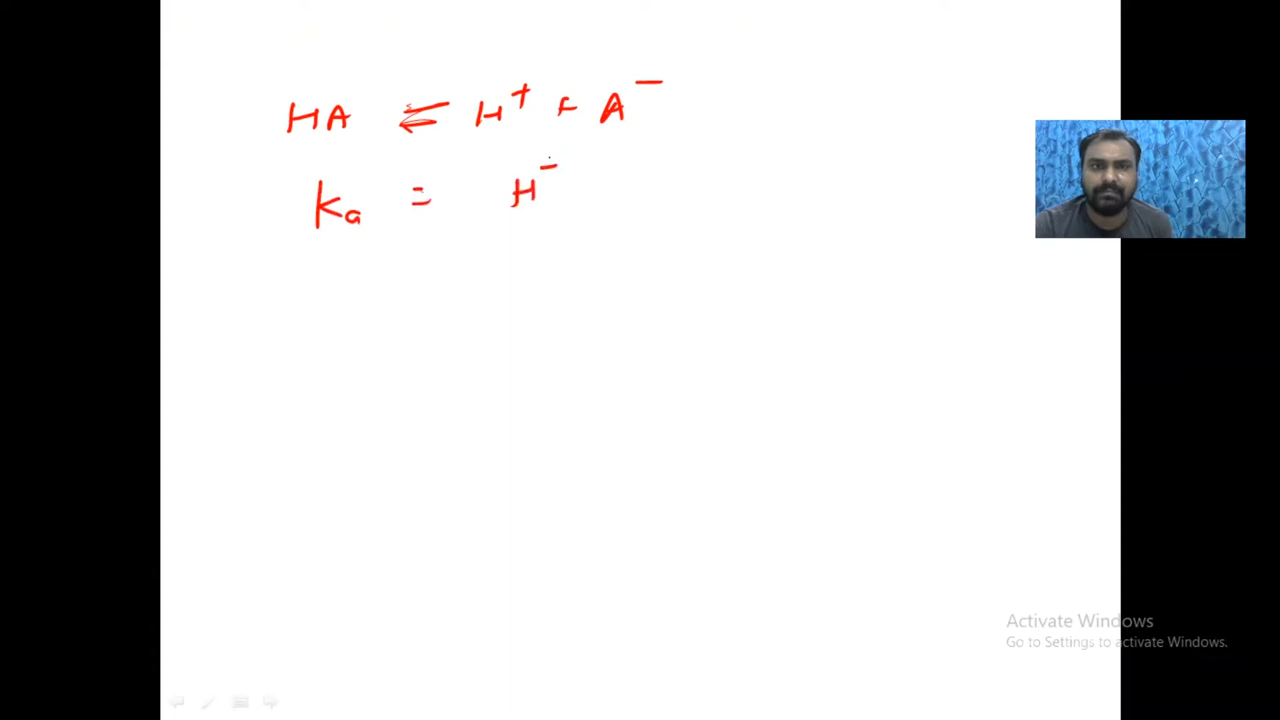 HA ⇌ H⁺ + A⁻
Ka = H⁻
Activate Windows
Go to Settings to activate Windows.